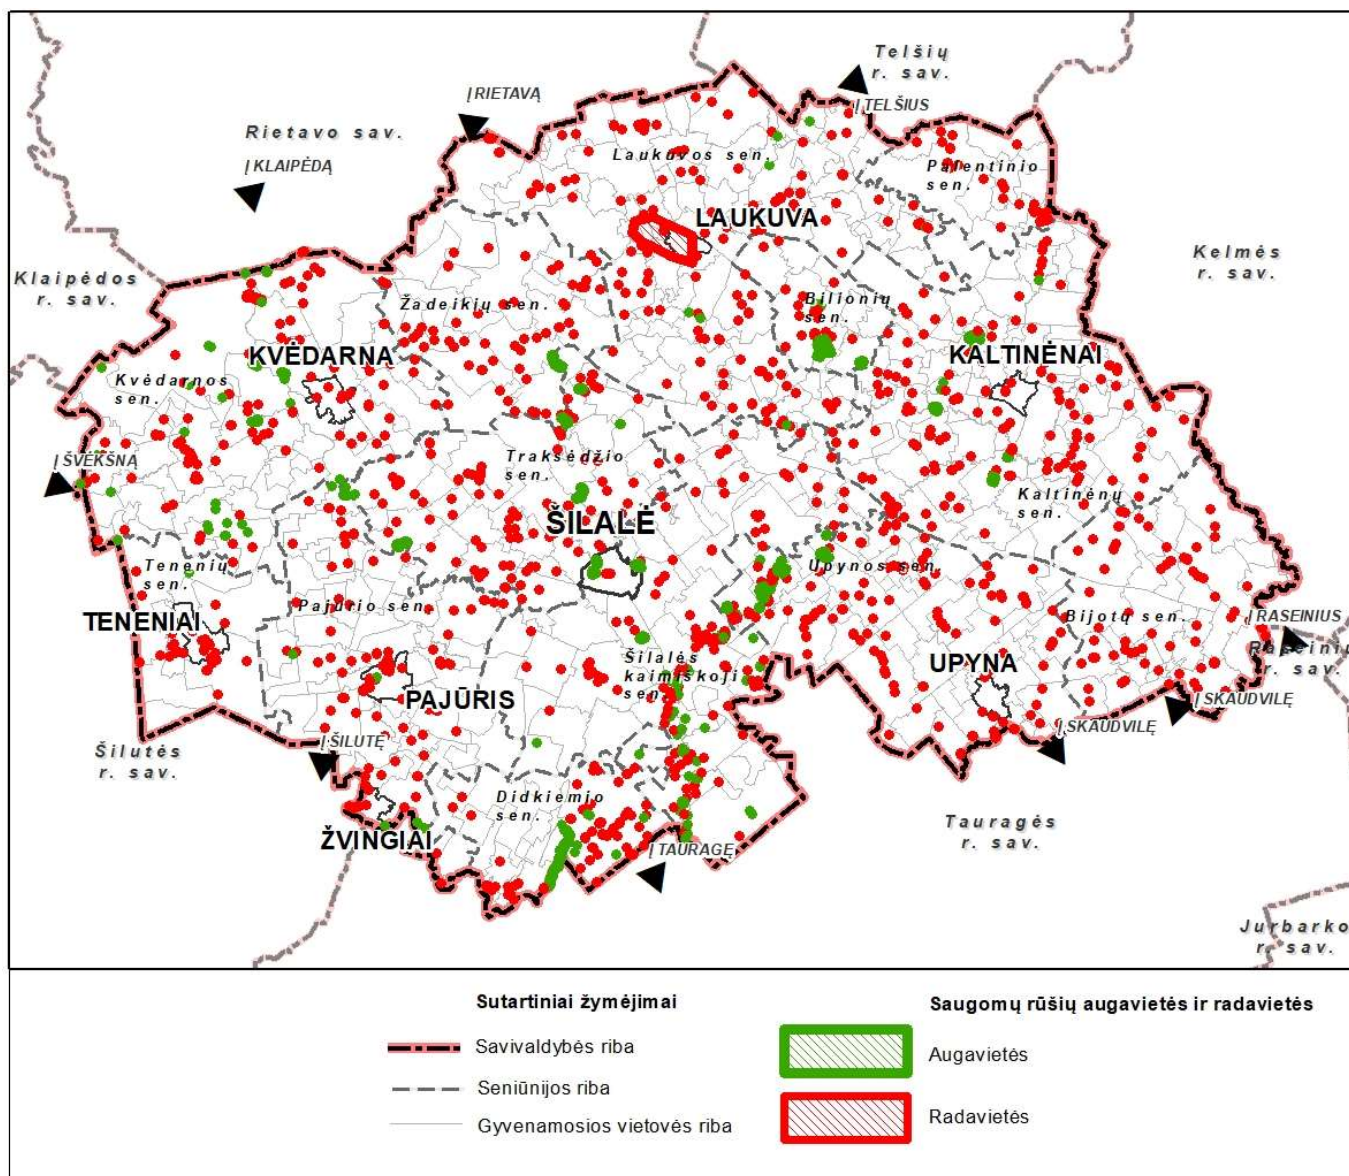 Telšių
r. sav.
Į RIETAVĄ
Į TELŠIUS
Rietavo sav.
Laukuvos sen.
Į KLAIPĖDĄ
Palentinio
sen.
LAUKUVA
Kelmės
r. sav.
Klaipėdos
r. sav.
Žadeikių sen.
Bilionių
sen.
KVĖDARNA
KALTINĖNAI
Kvėdarnos
sen.
Į ŠVĖKŠNĄ
Traksėdžio
sen.
Kaltinėnų
sen.
ŠILALĖ
Tenenių
sen.
Upynos sen.
Pajūrio sen.
TENENIAI
Bijotų sen.
Į RASEINIUS
Raseinių
r. sav.
Šilalės
kaimiškoji
sen.
UPYNA
PAJŪRIS
Į SKAUDVILĘ
Į SKAUDVILĘ
Į ŠILUTĘ
Šilutės
r. sav.
Didkiemio
sen.
Tauragės
r. sav.
ŽVINGIAI
Į TAURAGĘ
Jurbarko
r. sav.
Sutartiniai žymėjimai
Savivaldybės riba
Seniūnijos riba
Gyvenamosios vietovės riba
Saugomų rūšių augavietės ir radavietės
Augavietės
Radavietės